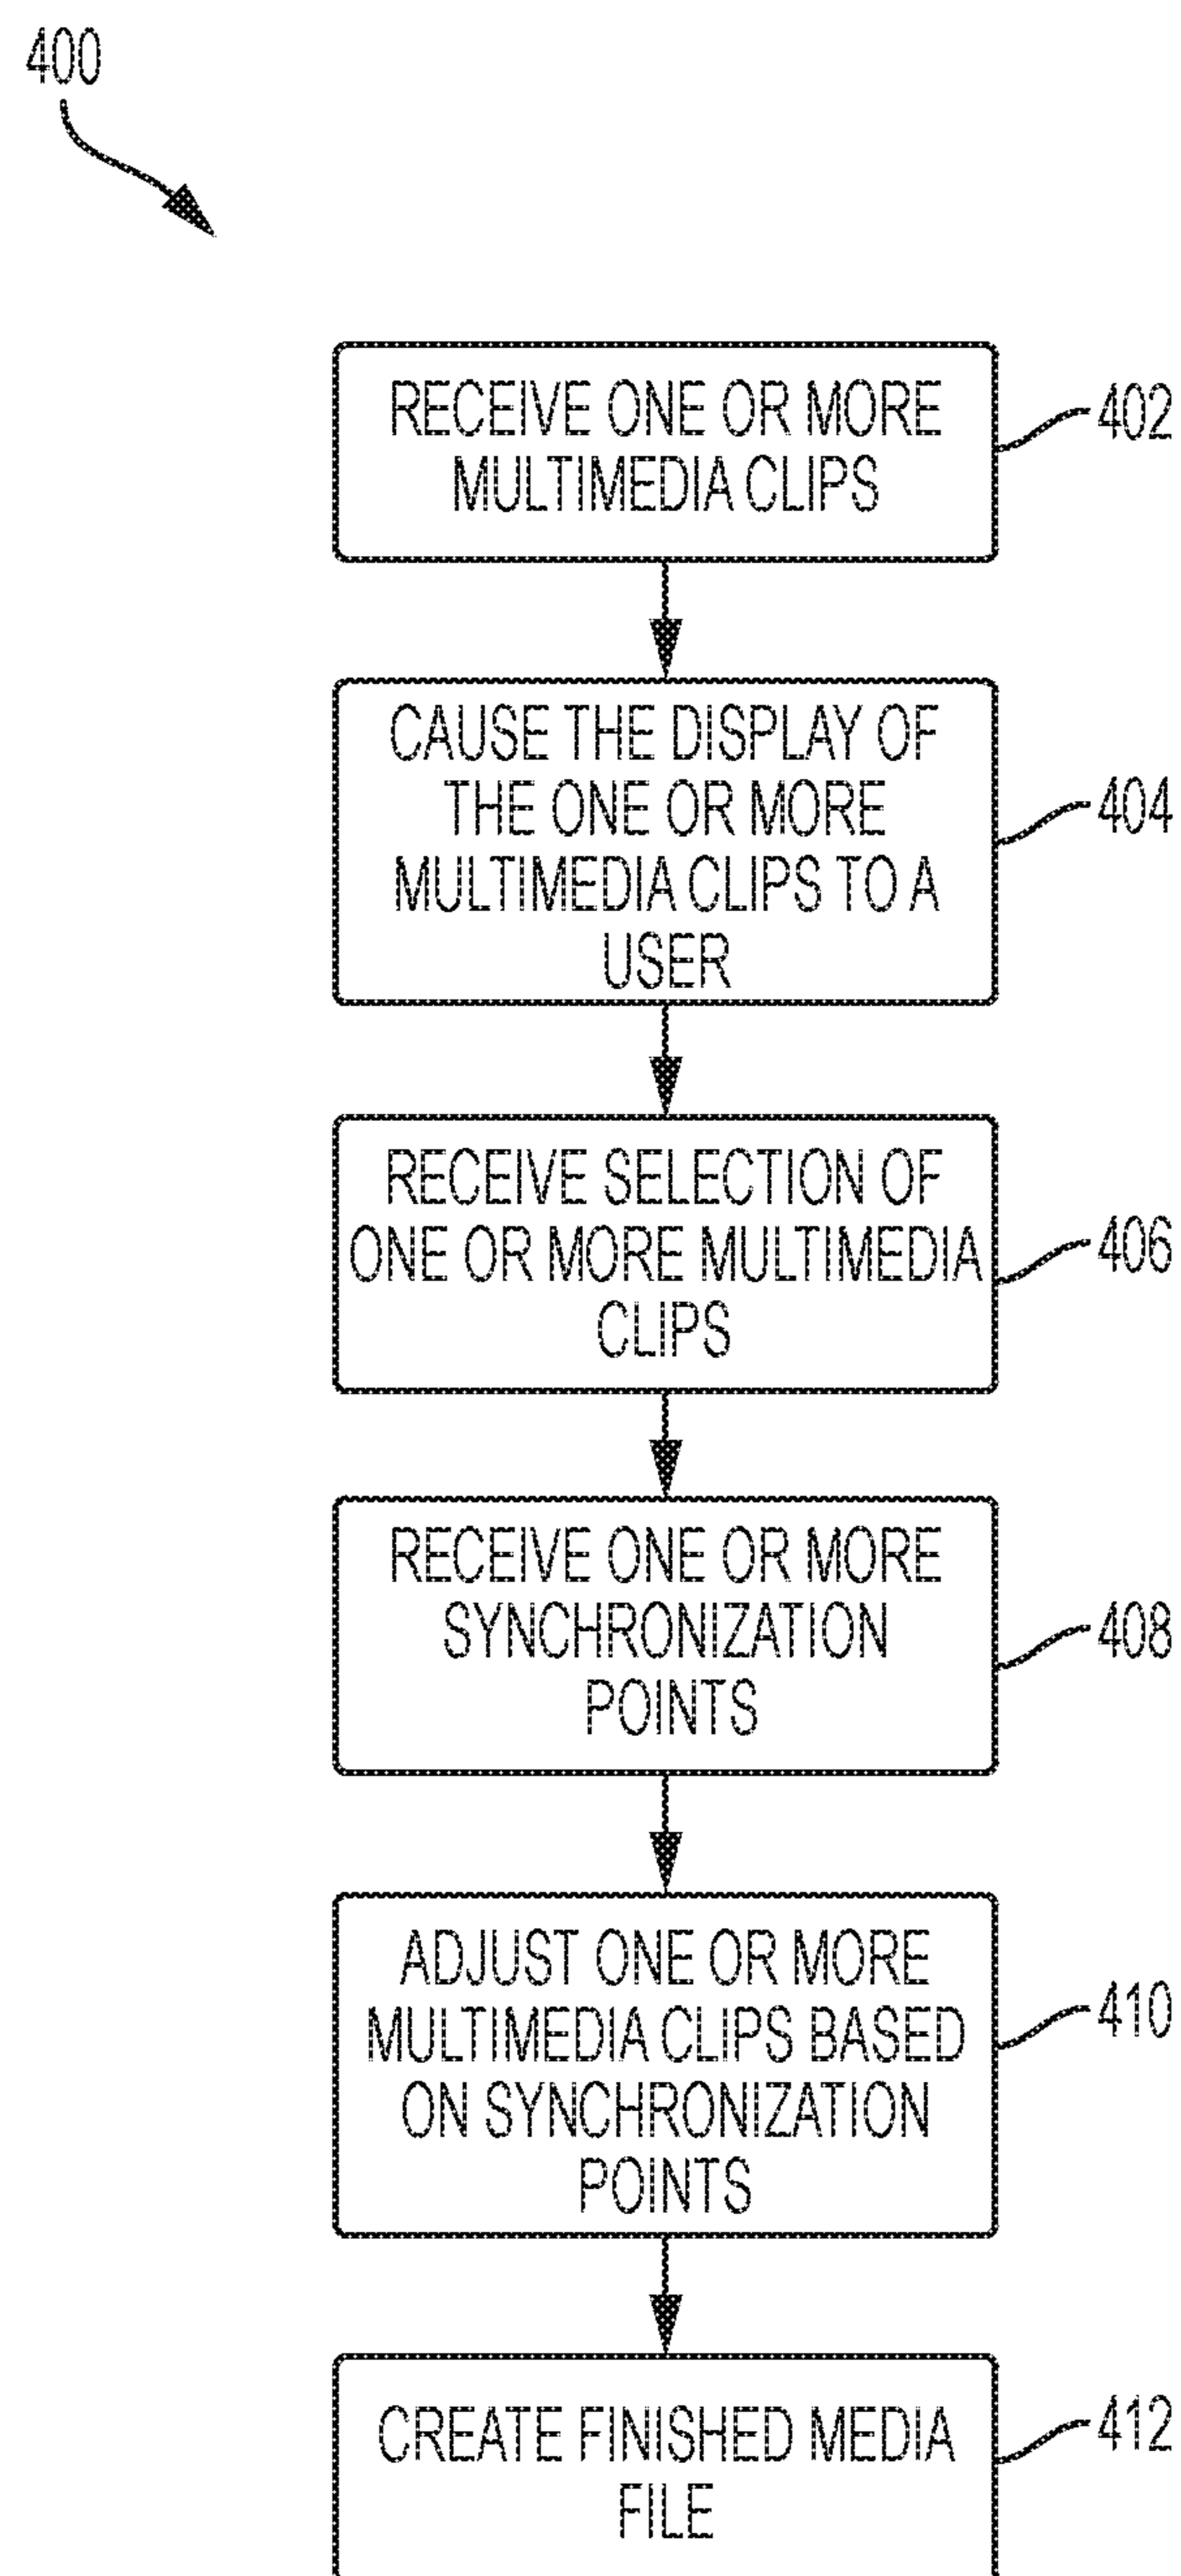 400
RECEIVE ONE OR MORE
MULTIMEDIA CLIPS
402
CAUSE THE DISPLAY OF
THE ONE OR MORE
MULTIMEDIA CLIPS TO A
USER
404
RECEIVE SELECTION OF
ONE OR MORE MULTIMEDIA
CLIPS
406
RECEIVE ONE OR MORE
SYNCHRONIZATION
POINTS
408
ADJUST ONE OR MORE
MULTIMEDIA CLIPS BASED
ON SYNCHRONIZATION
POINTS
410
CREATE FINISHED MEDIA
FILE
412